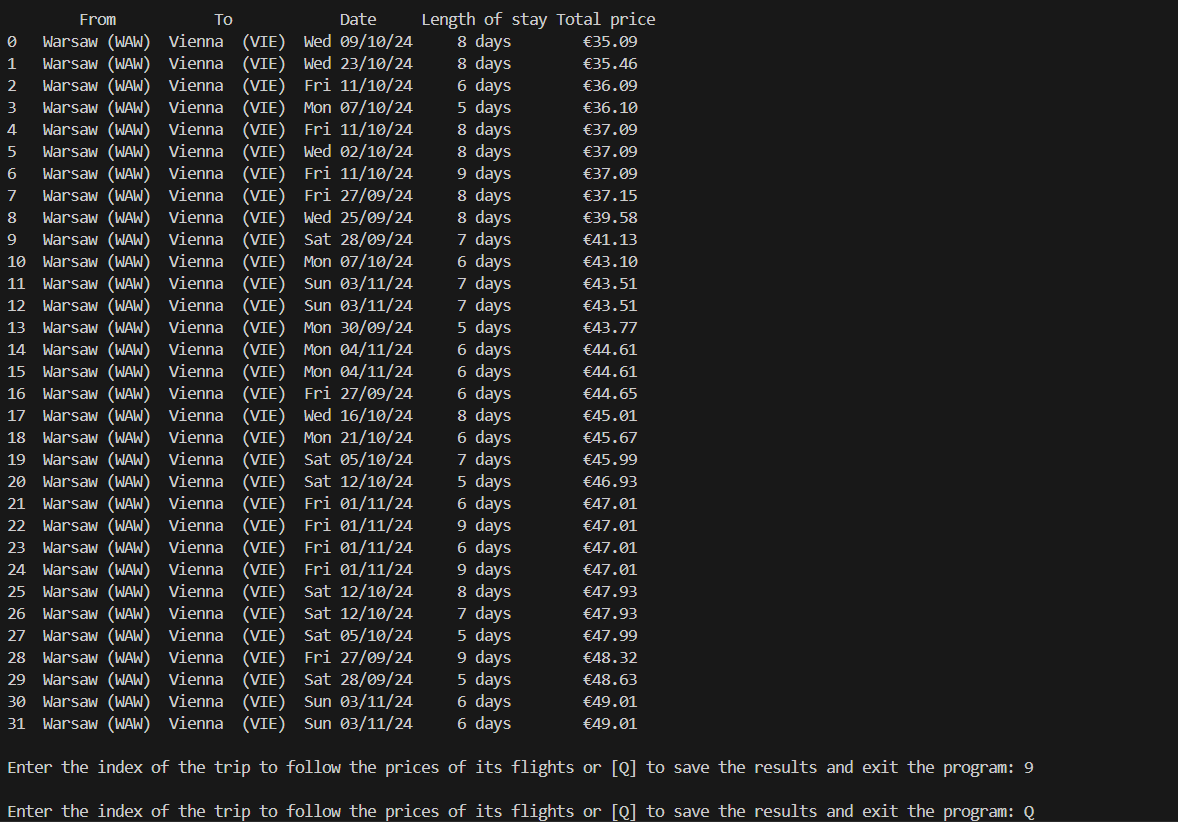 From To Date Length of stay Total price
0 Warsaw (WAW) Vienna (VIE) Wed 09/10/24 8 days €35.09
1 Warsaw (WAW) Vienna (VIE) Wed 23/10/24 8 days €35.46
2 Warsaw (WAW) Vienna (VIE) Fri 11/10/24 6 days €36.09
3 Warsaw (WAW) Vienna (VIE) Mon 07/10/24 5 days €36.10
4 Warsaw (WAW) Vienna (VIE) Fri 11/10/24 8 days €37.09
5 Warsaw (WAW) Vienna (VIE) Wed 02/10/24 8 days €37.09
6 Warsaw (WAW) Vienna (VIE) Fri 11/10/24 9 days €37.09
7 Warsaw (WAW) Vienna (VIE) Fri 27/09/24 8 days €37.15
8 Warsaw (WAW) Vienna (VIE) Wed 25/09/24 8 days €39.58
9 Warsaw (WAW) Vienna (VIE) Sat 28/09/24 7 days €41.13
10 Warsaw (WAW) Vienna (VIE) Mon 07/10/24 6 days €43.10
11 Warsaw (WAW) Vienna (VIE) Sun 03/11/24 7 days €43.51
12 Warsaw (WAW) Vienna (VIE) Sun 03/11/24 7 days €43.51
13 Warsaw (WAW) Vienna (VIE) Mon 30/09/24 5 days €43.77
14 Warsaw (WAW) Vienna (VIE) Mon 04/11/24 6 days €44.61
15 Warsaw (WAW) Vienna (VIE) Mon 04/11/24 6 days €44.61
16 Warsaw (WAW) Vienna (VIE) Fri 27/09/24 6 days €44.65
17 Warsaw (WAW) Vienna (VIE) Wed 16/10/24 8 days €45.01
18 Warsaw (WAW) Vienna (VIE) Mon 21/10/24 6 days €45.67
19 Warsaw (WAW) Vienna (VIE) Sat 05/10/24 7 days €45.99
20 Warsaw (WAW) Vienna (VIE) Sat 12/10/24 5 days €46.93
21 Warsaw (WAW) Vienna (VIE) Fri 01/11/24 6 days €47.01
22 Warsaw (WAW) Vienna (VIE) Fri 01/11/24 9 days €47.01
23 Warsaw (WAW) Vienna (VIE) Fri 01/11/24 6 days €47.01
24 Warsaw (WAW) Vienna (VIE) Fri 01/11/24 9 days €47.01
25 Warsaw (WAW) Vienna (VIE) Sat 12/10/24 8 days €47.93
26 Warsaw (WAW) Vienna (VIE) Sat 12/10/24 7 days €47.93
27 Warsaw (WAW) Vienna (VIE) Sat 05/10/24 5 days €47.99
28 Warsaw (WAW) Vienna (VIE) Fri 27/09/24 9 days €48.32
29 Warsaw (WAW) Vienna (VIE) Sat 28/09/24 5 days €48.63
30 Warsaw (WAW) Vienna (VIE) Sun 03/11/24 6 days €49.01
31 Warsaw (WAW) Vienna (VIE) Sun 03/11/24 6 days €49.01
Enter the index of the trip to follow the prices of its flights or [Q] to save the results and exit the program: 9
Enter the index of the trip to follow the prices of its flights or [Q] to save the results and exit the program: Q